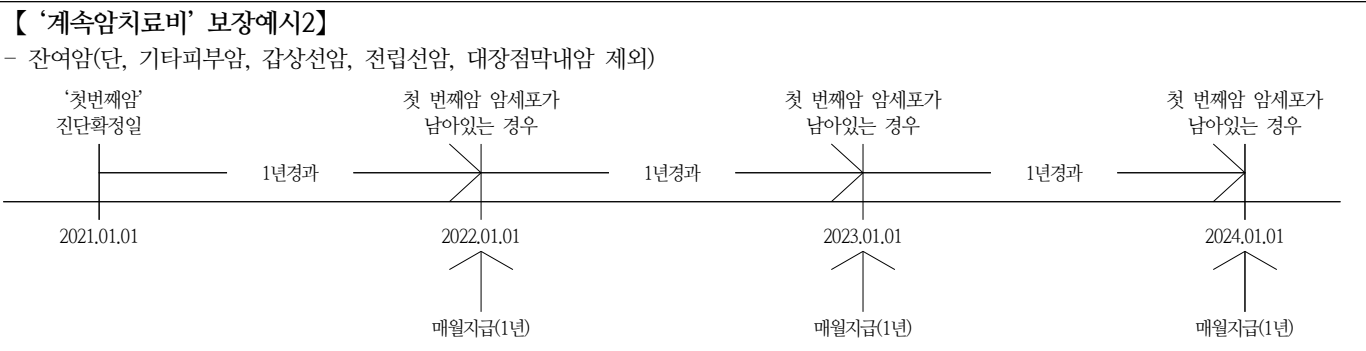 【 ‘계속암치료비’ 보장예시2】
- 잔여암(단, 기타피부암, 갑상선암, 전립선암, 대장점막내암 제외)
‘첫번째암’ 첫 번째암 암세포가 첫 번째암 암세포가 첫 번째암 암세포가
진단확정일 남아있는 경우 남아있는 경우 남아있는 경우
1년경과 1년경과 1년경과
2021.01.01 2022.01.01 2023.01.01 2024.01.01
매월지급(1년) 매월지급(1년) 매월지급(1년)